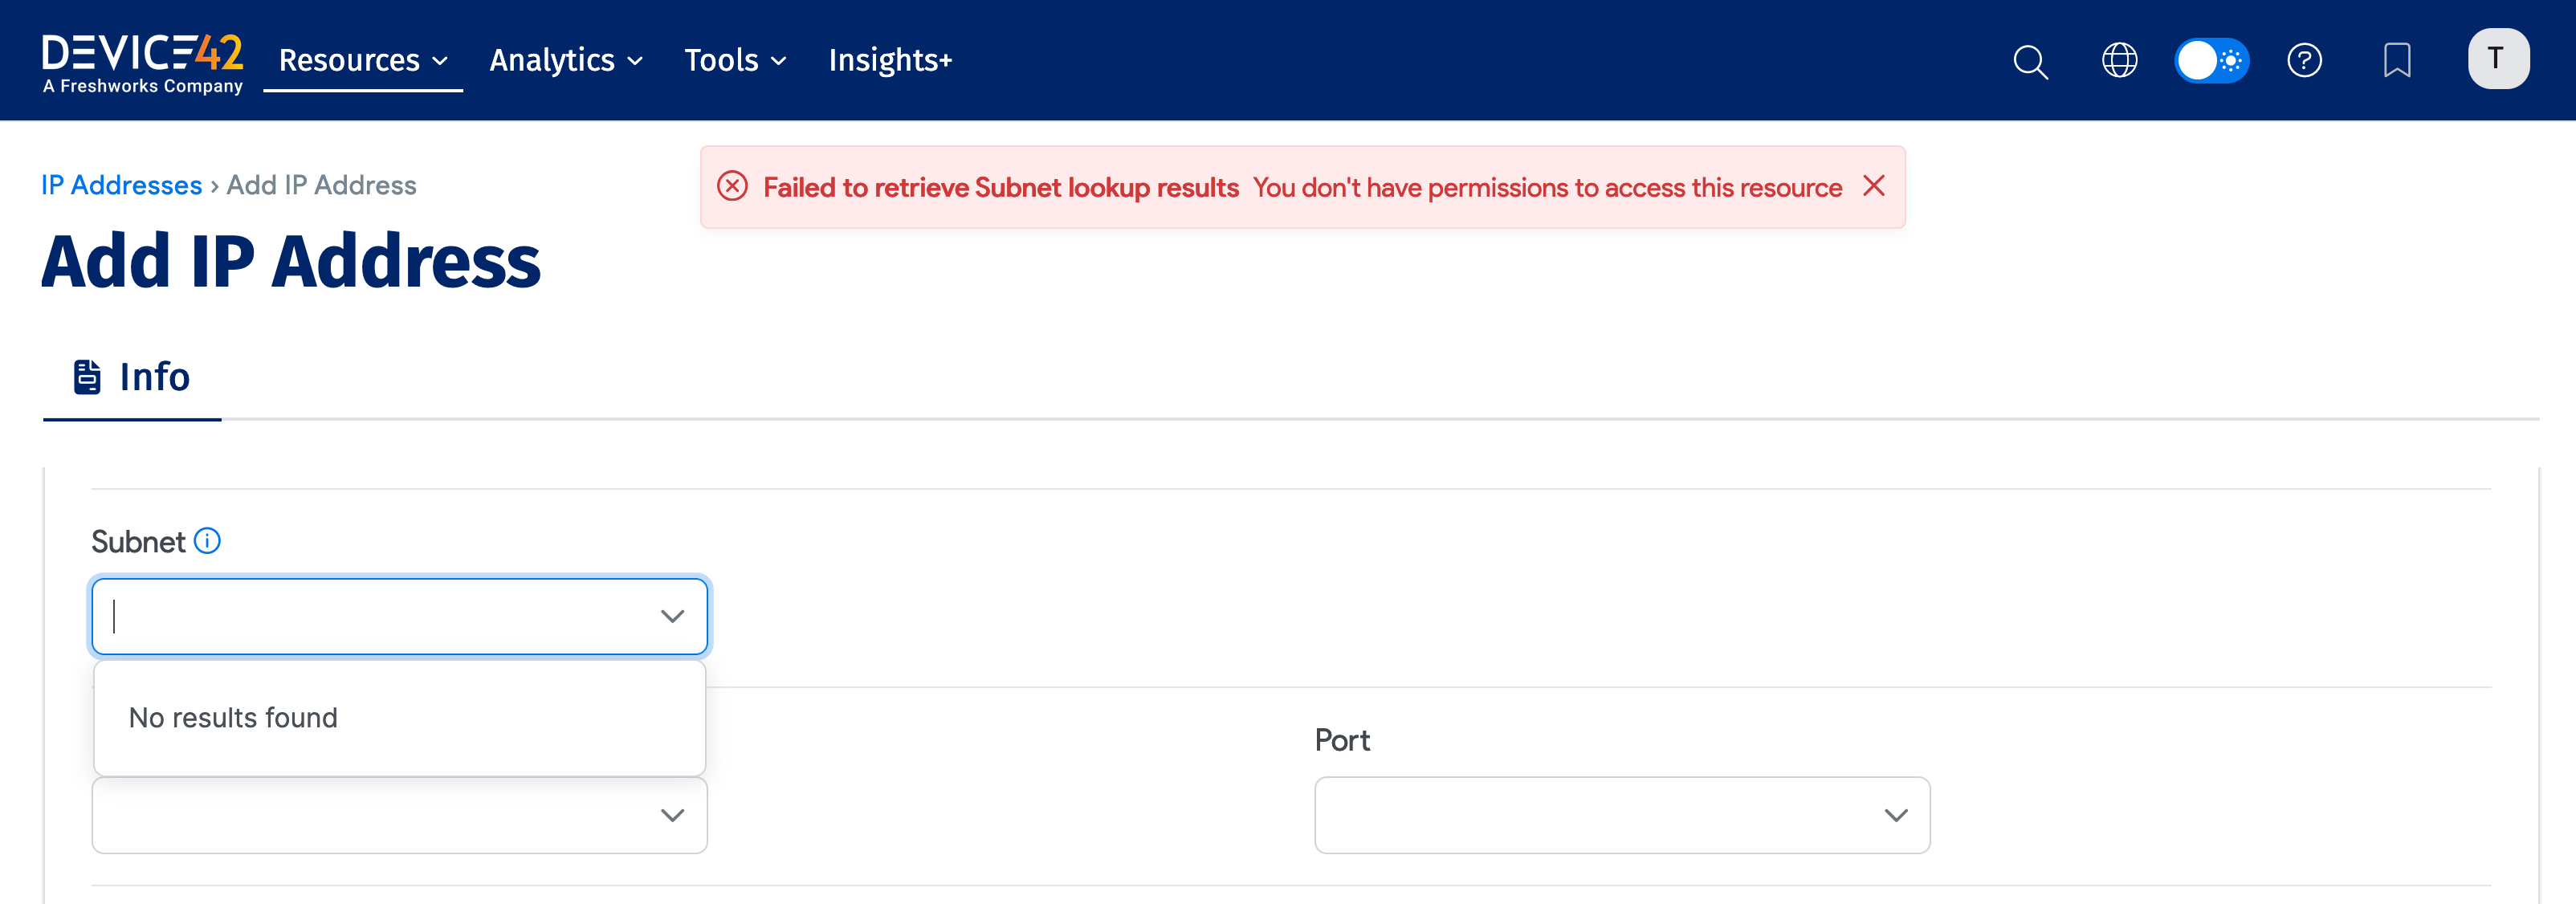 DEVICE42
A Freshworks Company
Resources
Analytics
Tools
Insights+
T
IP Addresses › Add IP Address
Failed to retrieve Subnet lookup results You don't have permissions to access this resource
Add IP Address
Info
Subnet
No results found
Port